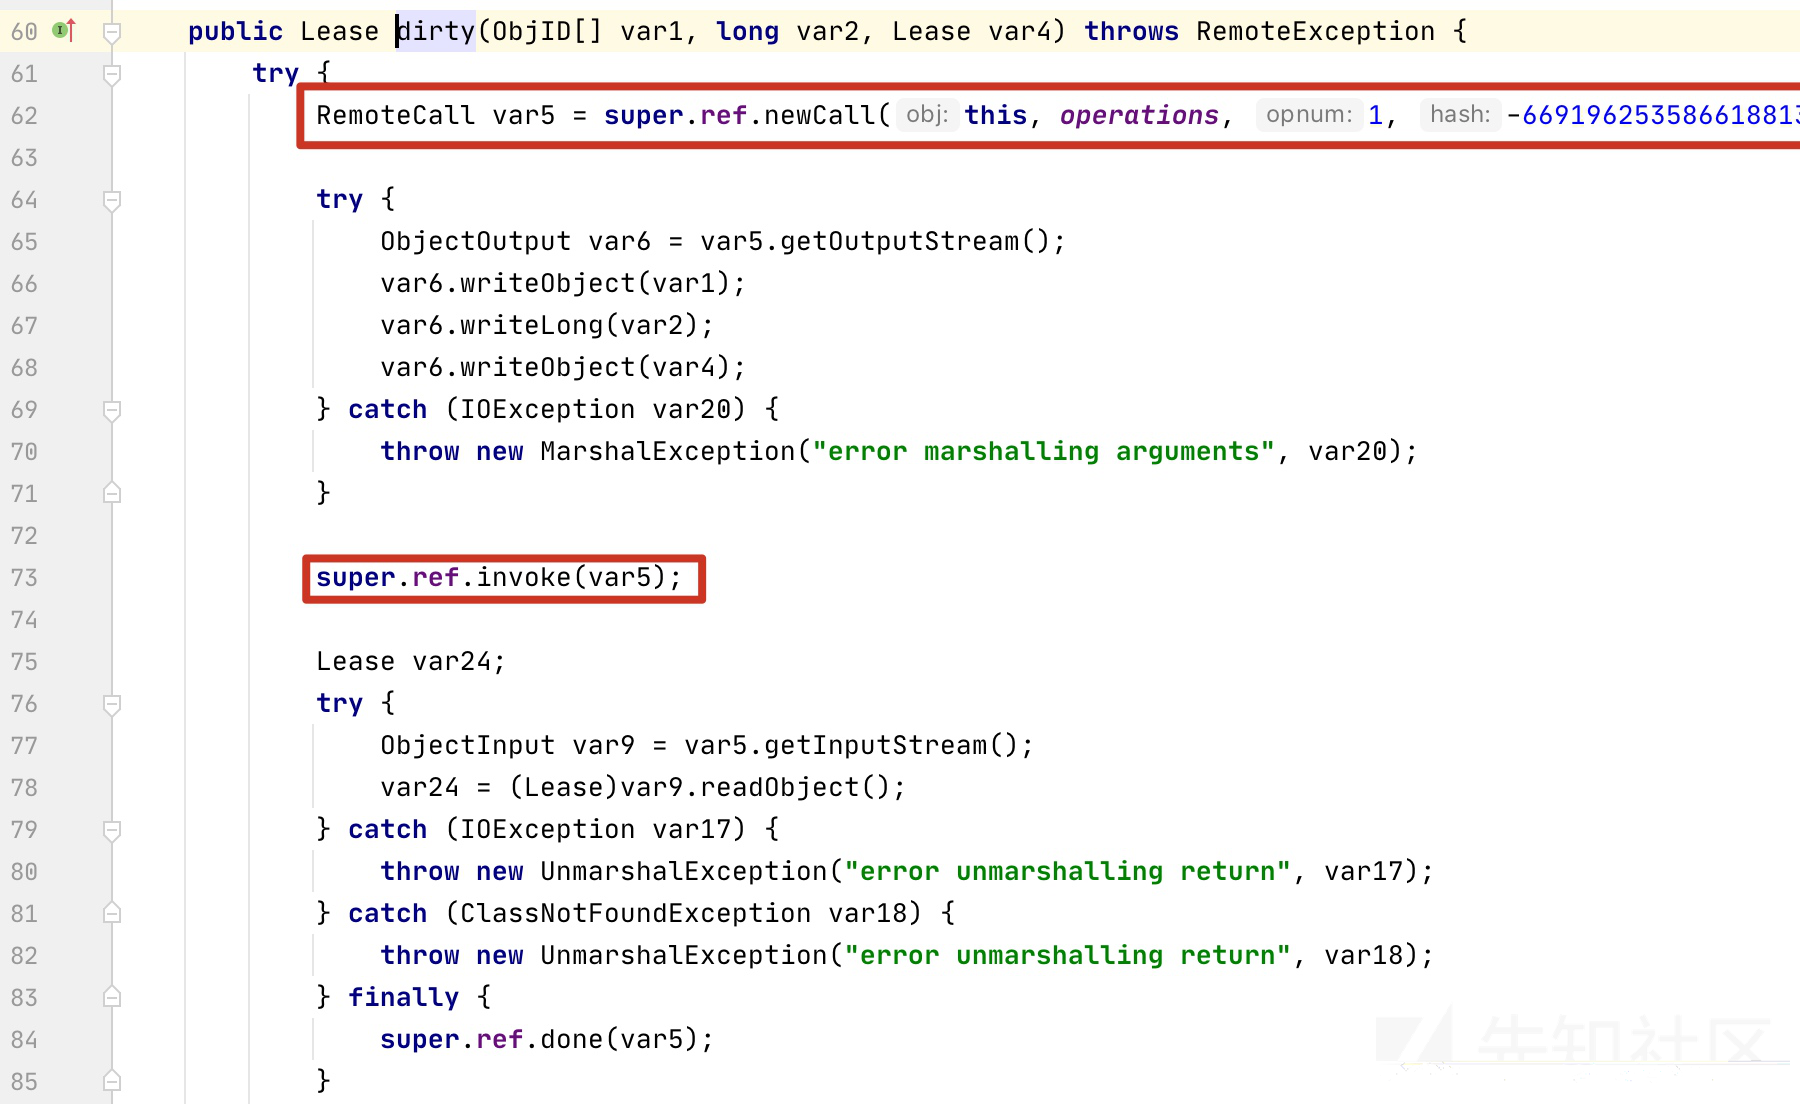 60 public Lease dirty(ObjID[] var1, long var2, Lease var4) throws RemoteException {
61 try {
62 RemoteCall var5 = super.ref.newCall( obj: this, operations, opnum: 1, hash: -669196253586618813
63
64 try {
65 ObjectOutput var6 = var5.getOutputStream();
66 var6.writeObject(var1);
67 var6.writeLong(var2);
68 var6.writeObject(var4);
69 } catch (IOException var20) {
70 throw new MarshalException("error marshalling arguments", var20);
71 }
72
73 super.ref.invoke(var5);
74
75 Lease var24;
76 try {
77 ObjectInput var9 = var5.getInputStream();
78 var24 = (Lease)var9.readObject();
79 } catch (IOException var17) {
80 throw new UnmarshalException("error unmarshalling return", var17);
81 } catch (ClassNotFoundException var18) {
82 throw new UnmarshalException("error unmarshalling return", var18);
83 } finally {
84 super.ref.done(var5);
85 }
先知社区